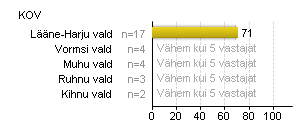 KOV
Lääne-Harju vald n=17 71
Vormsi vald n=4 Vähem kui 5 vastajat
Muhu vald n=4 Vähem kui 5 vastajat
Ruhnu vald n=3 Vähem kui 5 vastajat
Kihnu vald n=2 Vähem kui 5 vastajat
0 20 40 60 80 100